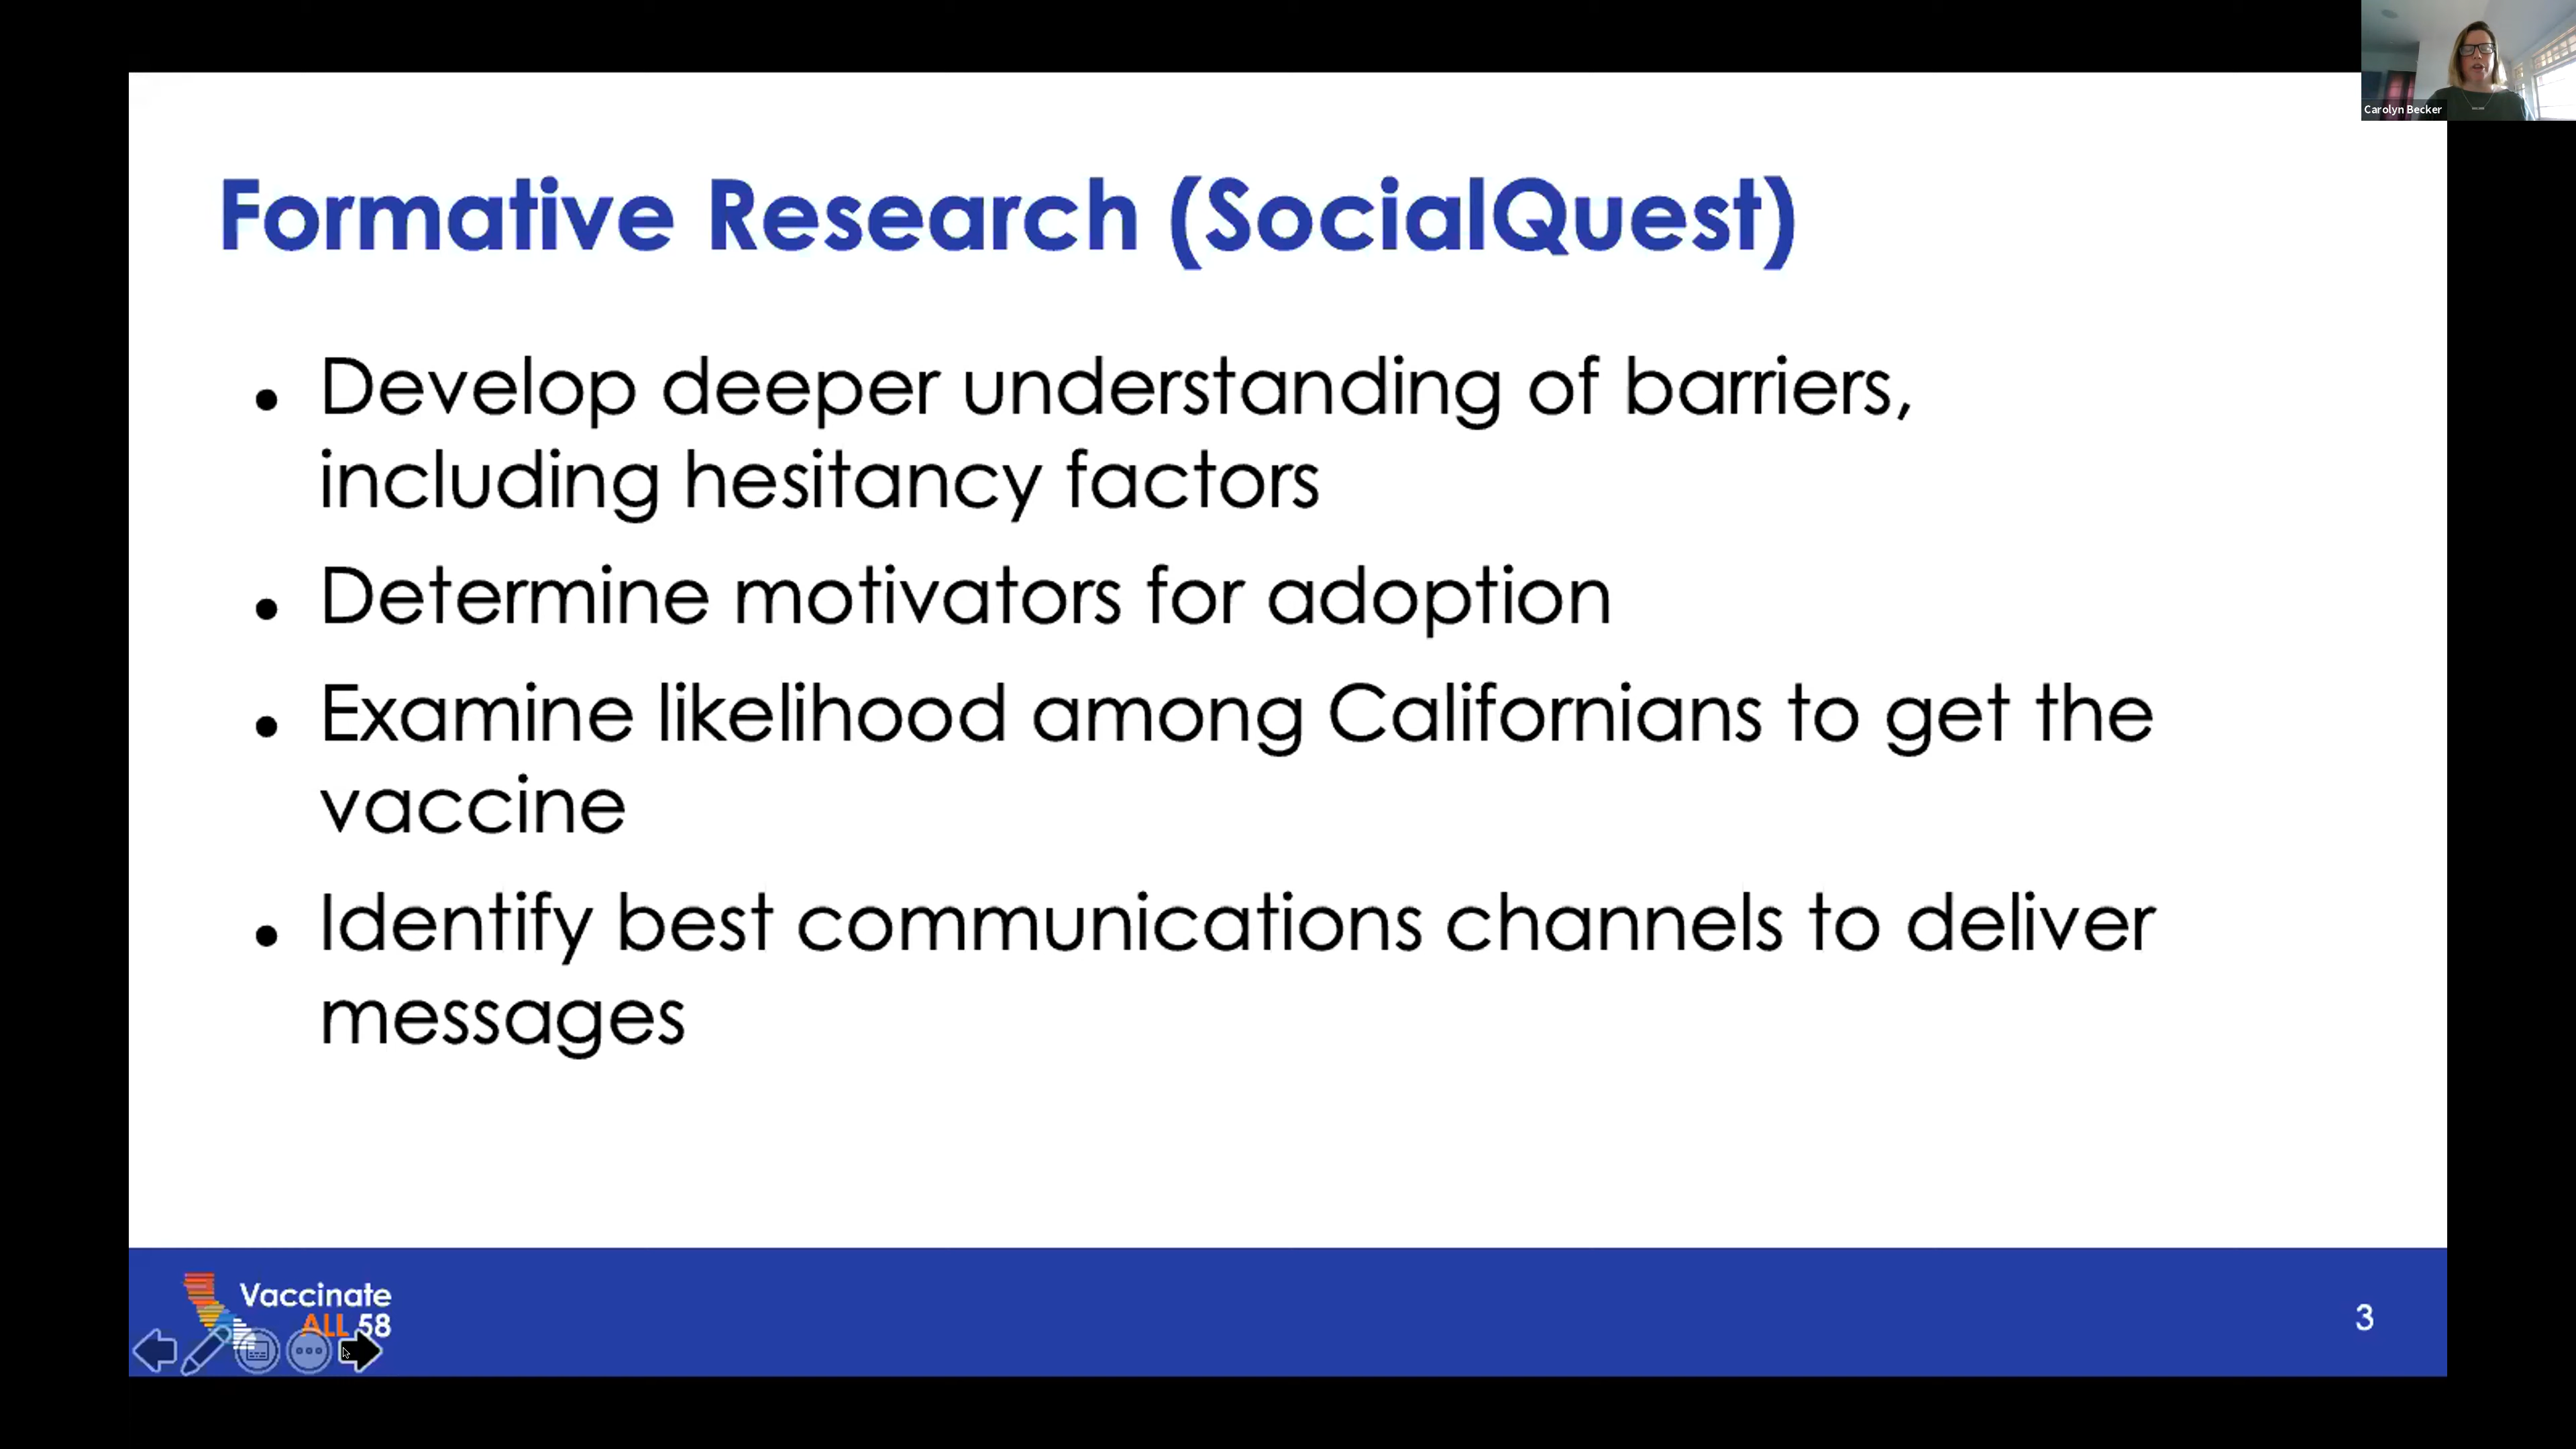 Carolyn Becker
Formative Research (SocialQuest)
• Develop deeper understanding of barriers,
including hesitancy factors
• Determine motivators for adoption
• Examine likelihood among Californians to get the
vaccine
• Identify best communications channels to deliver
messages
Vaccinate
ALL 58
3